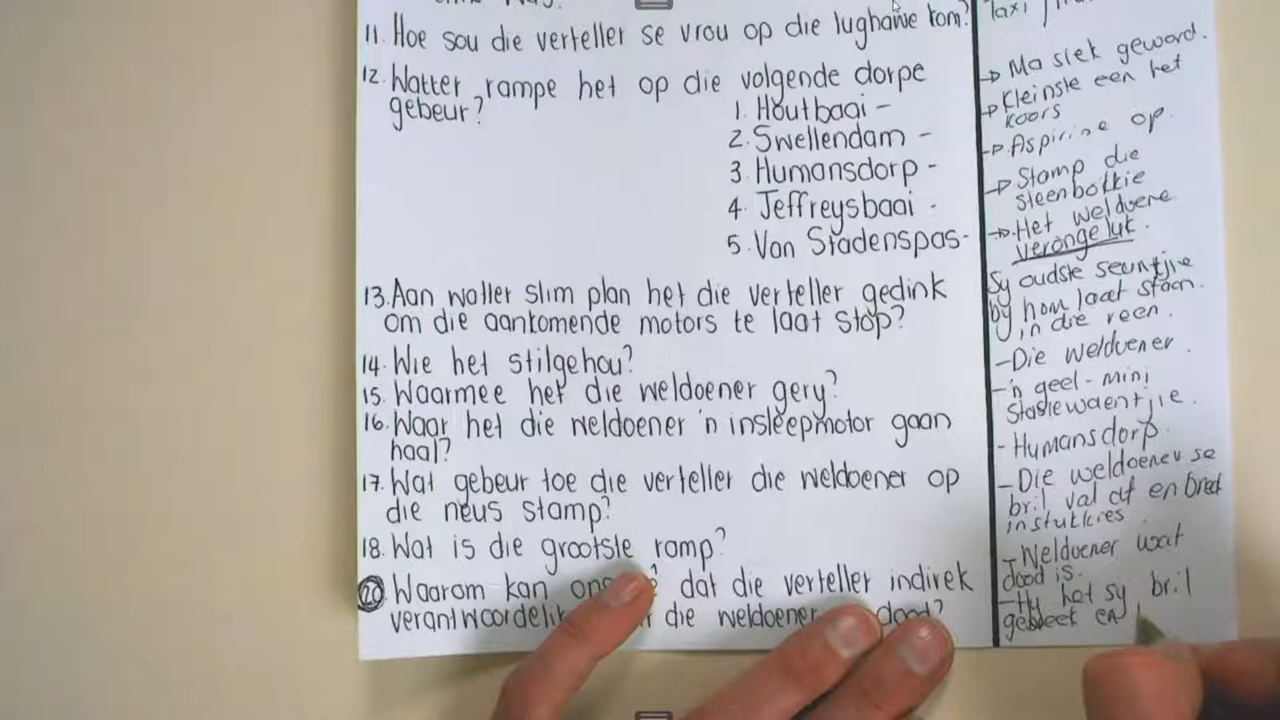 11. Hoe sou die verteller se vrou op die lughawe kom?
12. Watter rampe het op die volgende dorpe
gebeur?
1. Houtbaai -
2. Swellendam -
3. Humansdorp -
4. Jeffreysbaai -
5. Van Stadenspas-
13. Aan watter slim plan het die verteller gedink
om die aankomende motors te laat stop?
14. Wie het stilgehou?
15. Waarmee het die weldoener gery?
16. Waar het die weldoener 'n insleepmotor gaan
haal?
17. Wat gebeur toe die verteller die weldoener op
die neus stamp?
18. Wat is die grootste ramp?
20 Waarom kan ons dat die verteller indirek
verantwoordelik die weldoener dood?
Taxi
→ Ma siek geword.
→ Kleinste een het
koors
→ Aspirine op.
→ Stamp die
steenbokkie
→ Het weldoene
verongeluk.
Sy oudste seuntjie
by hom laat staan
in die reen.
- Die weldoener.
- 'n geel-mini
Stasiewaentjie.
- Humansdorp.
- Die weldoener se
bril val af en breek
in stukkies
- Weldoener wat
dood is.
- Hy het sy bril
gebreek en